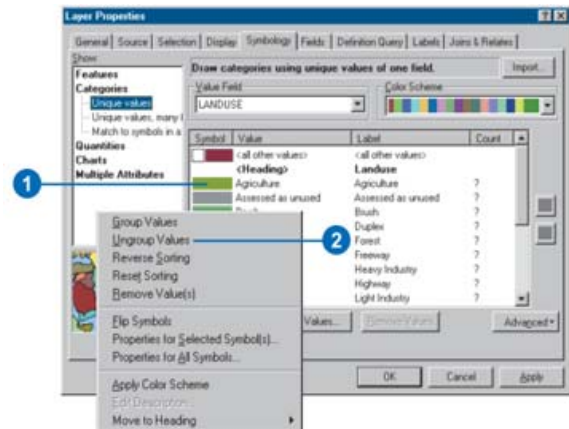 Layer Properties
General Source Selection Display Symbology Fields Definition Query Labels Joins & Relates
Show:
Features
Categories
Unique values
Unique values, many
Match to symbols in a
Quantities
Charts
Multiple Attributes
Draw categories using unique values of one field.
Import...
Value Field
LANDUSE
Color Scheme
Symbol Value Label Count
<all other values> <all other values>
<Heading> Landuse
Agriculture Agriculture ?
Assessed as unused Assessed as unused ?
Brush ?
Duplex ?
Forest ?
Freeway ?
Heavy Industry ?
Highway ?
Light Industry ?
1
2
Group Values
Ungroup Values
Reverse Sorting
Reset Sorting
Remove Value(s)
Flip Symbols
Properties for Selected Symbol(s)...
Properties for All Symbols...
Apply Color Scheme
Edit Description...
Move to Heading
Values...
Remove Values
Advanced
OK Cancel Apply